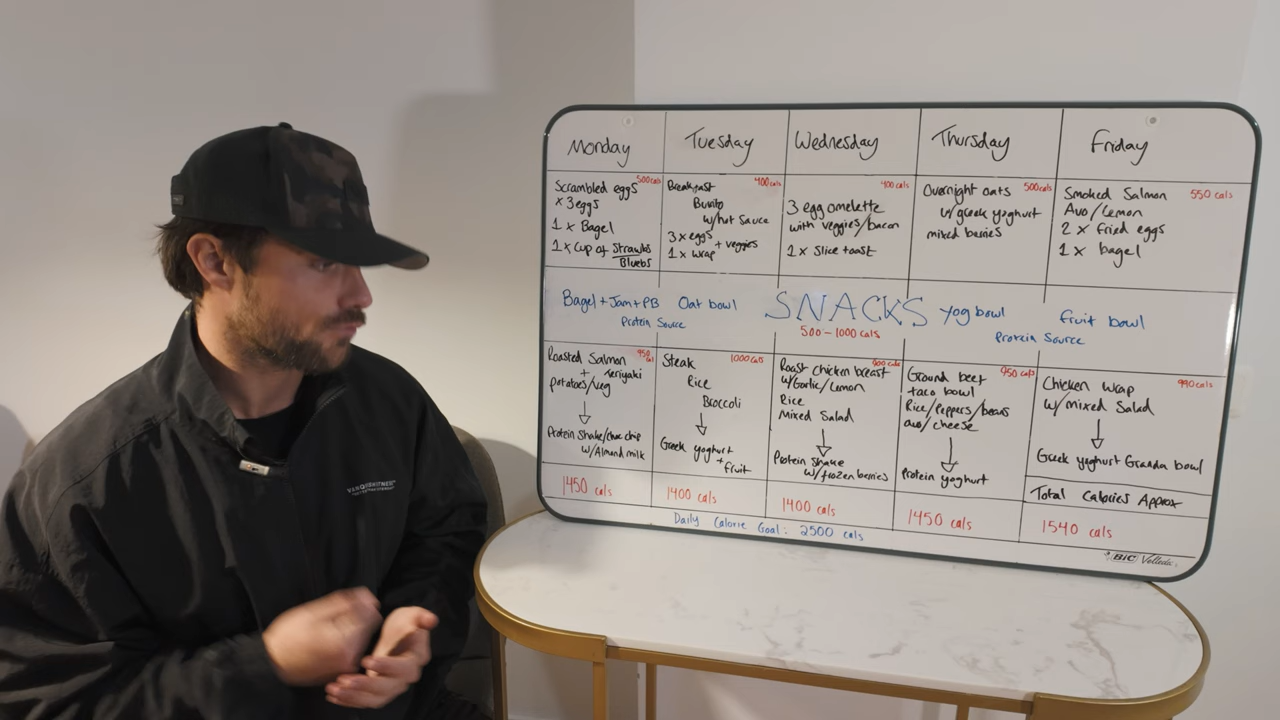 Monday
Tuesday
Wednesday
Thursday
Friday
Scrambled eggs 500 cals
x 3 eggs
1 x Bagel
1 x cup of Strawbs
Bluebs
Breakfast 400 cals
Burito
w/hot sauce
3 x eggs
+ veggies
1 x wrap
400 cals
3 egg omelette
with veggies/bacon
1 x slice toast
Overnight oats 500 cals
w/greek yoghurt
mixed berries
Smoked Salmon 550 cals
Avo/Lemon
2 x fried eggs
1 x bagel
Bagel + Jam + PB Oat bowl SNACKS Yog bowl Fruit bowl
Protein Source 500 - 1000 cals Protein Source
Roasted Salmon 950 cal
+ teriyaki
potatoes/veg
Protein Shake/choc chip
w/Almond milk
Steak 1000 cals
Rice
Broccoli
Greek yoghurt
+ fruit
Roast chicken breast
w/Garlic/Lemon
Rice
Mixed Salad
Protein Shake
w/frozen berries
Ground beef 950 cals
taco bowl
Rice/Peppers/beans
avo/cheese
Protein yoghurt
Chicken Wrap 990 cals
w/mixed Salad
Greek yoghurt Granola bowl
Total Calories Approx
1450 cals
1400 cals
1400 cals
1450 cals
1540 cals
Daily Calorie Goal: 2500 cals
BIC Velleda